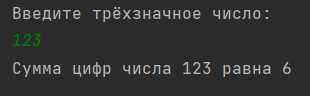 Введите трёхзначное число:
123
Сумма цифр числа 123 равна 6